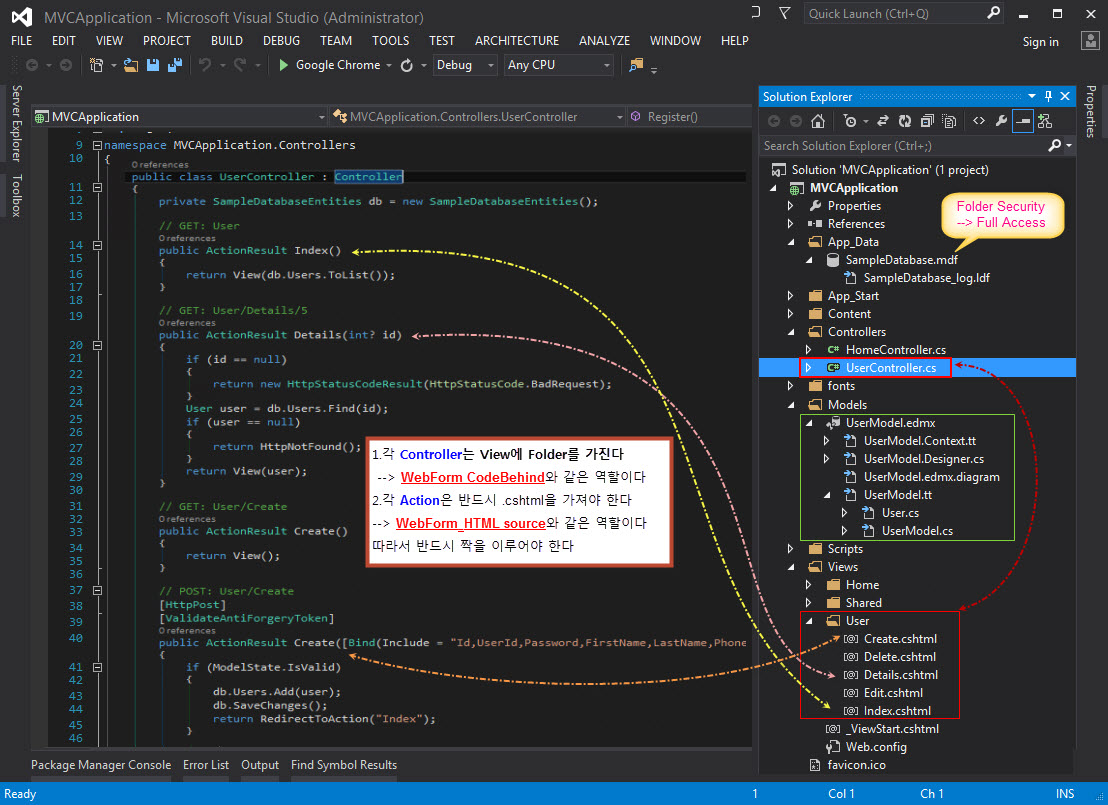 MVCApplication - Microsoft Visual Studio (Administrator)
Quick Launch (Ctrl+Q)
FILE EDIT VIEW PROJECT BUILD DEBUG TEAM TOOLS TEST ARCHITECTURE ANALYZE WINDOW HELP
Sign in
Google Chrome Debug Any CPU
Server Explorer
Toolbox
MVCApplication MVCApplication.Controllers.UserController Register()
9 namespace MVCApplication.Controllers
10 {
0 references
public class UserController : Controller
11 {
12 private SampleDatabaseEntities db = new SampleDatabaseEntities();
13
// GET: User
0 references
14 public ActionResult Index()
15 {
16 return View(db.Users.ToList());
17 }
18
19 // GET: User/Details/5
0 references
public ActionResult Details(int? id)
20 {
21 if (id == null)
22 {
23 return new HttpStatusCodeResult(HttpStatusCode.BadRequest);
24 }
User user = db.Users.Find(id);
25 if (user == null)
26 {
27 return HttpNotFound();
28 }
29 return View(user);
30 }
31 // GET: User/Create
32 0 references
33 public ActionResult Create()
34 {
35 return View();
36 }
37 // POST: User/Create
38 [HttpPost]
39 [ValidateAntiForgeryToken]
0 references
40 public ActionResult Create([Bind(Include = "Id,UserId,Password,FirstName,LastName,Phone
{
41 if (ModelState.IsValid)
42 {
43 db.Users.Add(user);
44 db.SaveChanges();
45 return RedirectToAction("Index");
46 }
1.각 Controller는 View에 Folder를 가진다
--> WebForm CodeBehind와 같은 역할이다
2.각 Action은 반드시 .cshtml을 가져야 한다
--> WebForm_HTML source와 같은 역할이다
따라서 반드시 짝을 이루어야 한다
Solution Explorer
Search Solution Explorer (Ctrl+;)
Solution 'MVCApplication' (1 project)
MVCApplication
Properties
References
App_Data
SampleDatabase.mdf
SampleDatabase_log.ldf
App_Start
Content
Controllers
C# HomeController.cs
C# UserController.cs
fonts
Models
UserModel.edmx
UserModel.Context.tt
UserModel.Designer.cs
UserModel.edmx.diagram
UserModel.tt
User.cs
UserModel.cs
Scripts
Views
Home
Shared
User
[@] Create.cshtml
[@] Delete.cshtml
[@] Details.cshtml
[@] Edit.cshtml
[@] Index.cshtml
[@] _ViewStart.cshtml
Web.config
favicon.ico
Folder Security
--> Full Access
Properties
Package Manager Console Error List Output Find Symbol Results
Ready 1 Col 1 Ch 1 INS